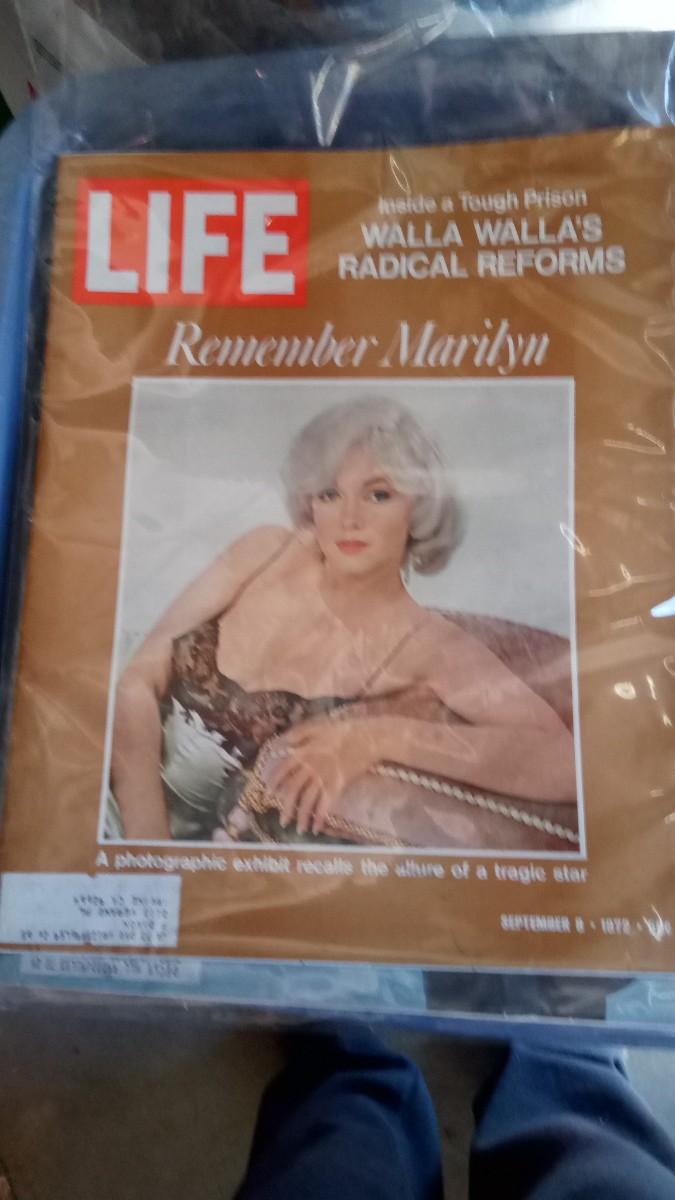 LIFE
Inside a Tough Prison
WALLA WALLA'S
RADICAL REFORMS
Remember Marilyn
A photographic exhibit recalls the allure of a tragic star
SEPTEMBER 8 • 1972 •